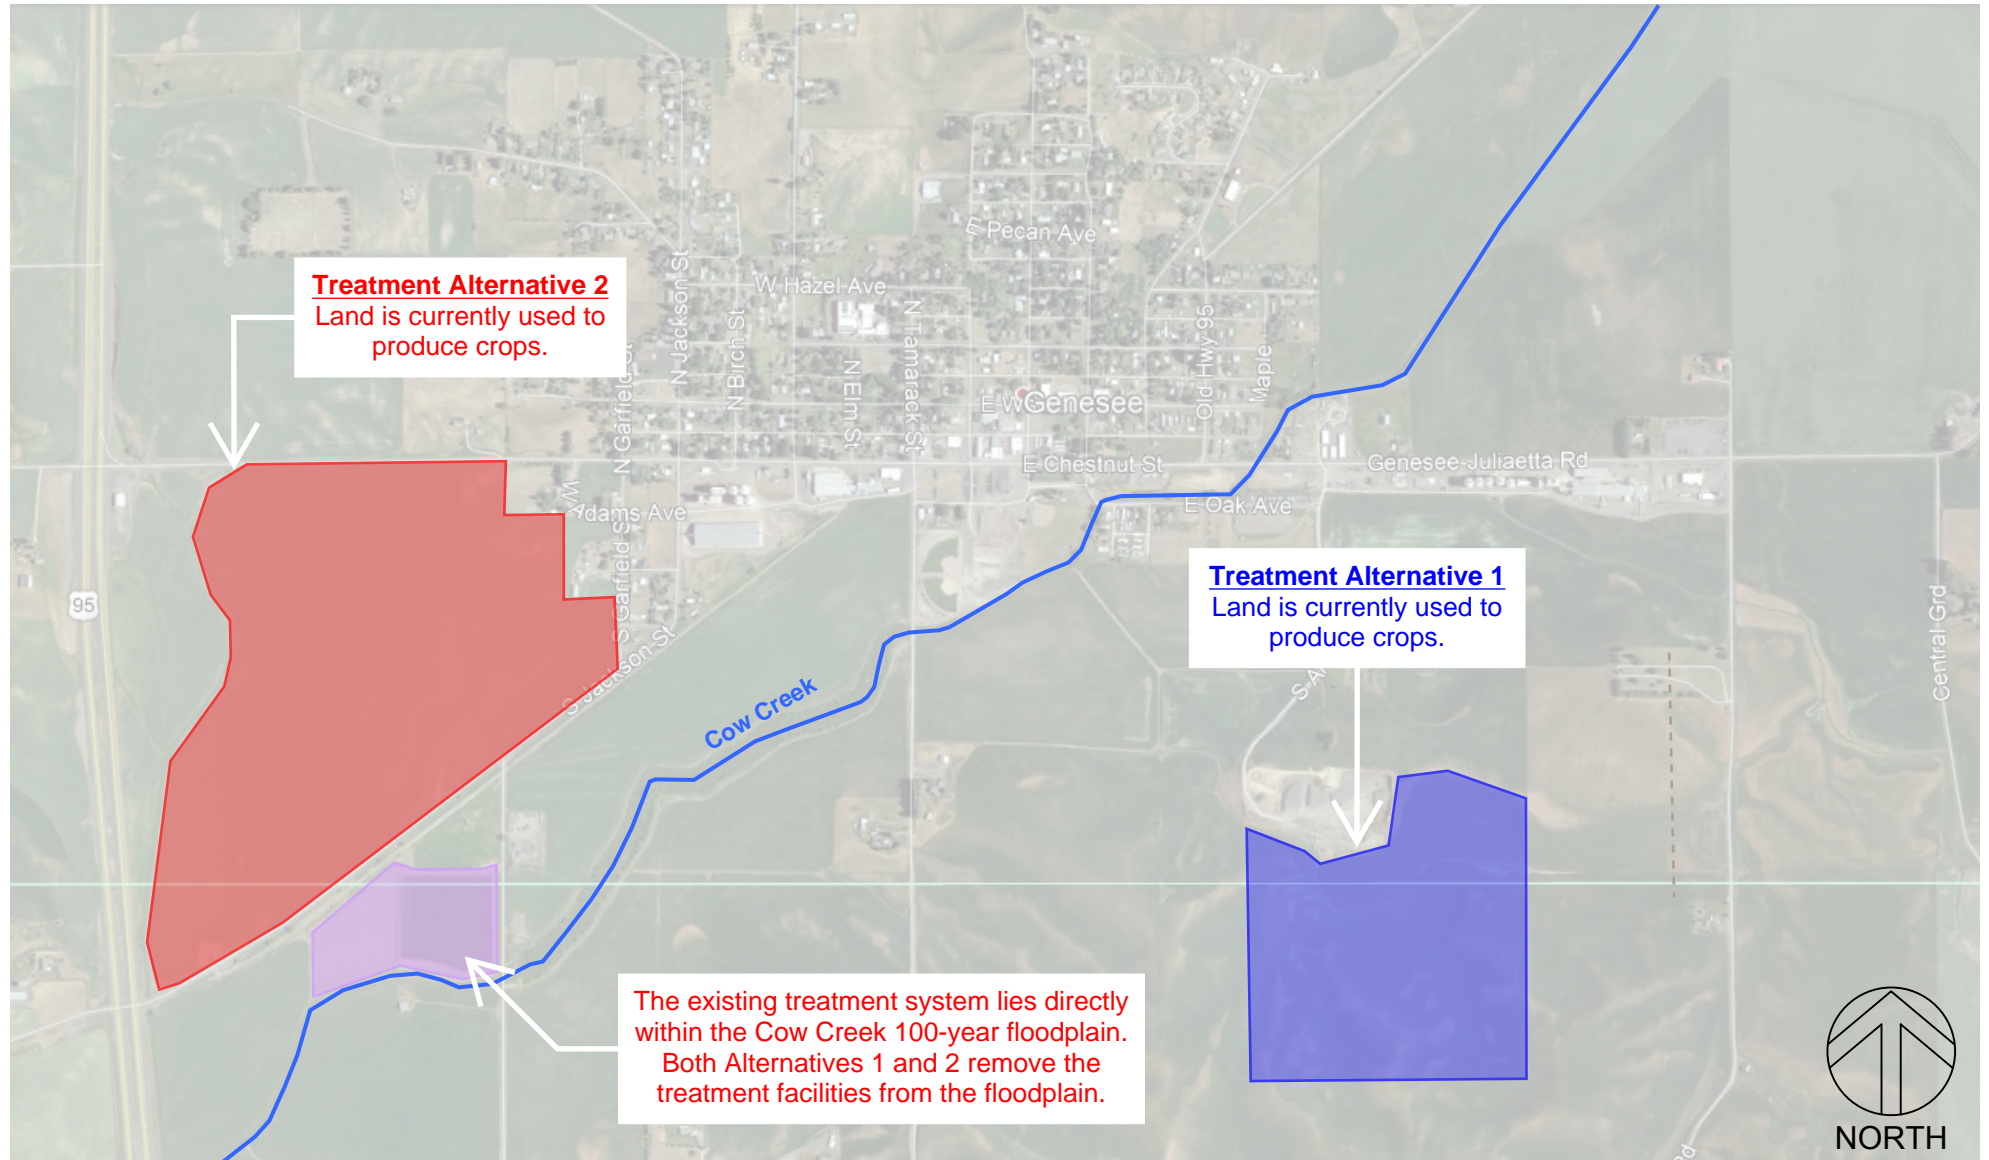 E Pecan Ave
Treatment Alternative 2
Land is currently used to
produce crops.
W Hazel Ave
N Jackson St
N Birch St
N Garfield St
N Elm St
N Tamarack St
Old Hwy 95
Maple
Genesee
E Chestnut St
Genesee-Juliaetta Rd
E Oak Ave
W Adams Ave
S Garfield St
S Jackson St
95
Treatment Alternative 1
Land is currently used to
produce crops.
Central Grd
Cow Creek
The existing treatment system lies directly
within the Cow Creek 100-year floodplain.
Both Alternatives 1 and 2 remove the
treatment facilities from the floodplain.
NORTH